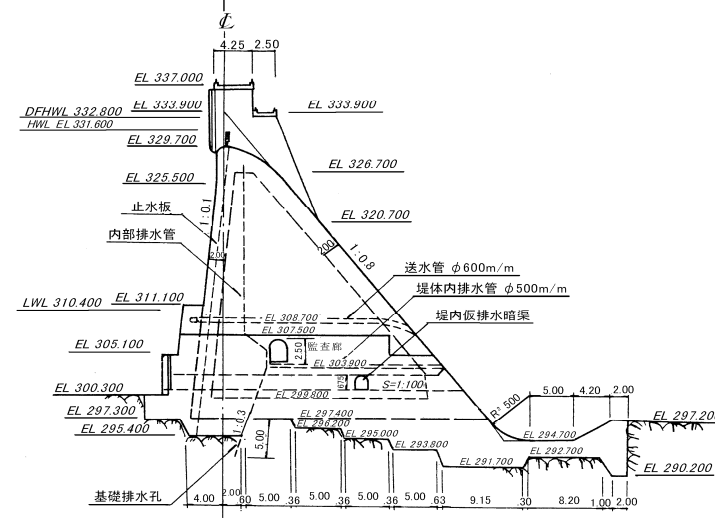 ℄
4.25 2.50
EL 337.000
EL 333.900 EL 333.900
DFHWL 332.800
HWL EL 331.600
EL 329.700
EL 326.700
EL 325.500
止水板 1:0.1 EL 320.700
内部排水管
200 1:0.8
2.00
送水管 φ600m/m
堤体内排水管 φ500m/m
LWL 310.400 EL 311.100
EL 308.700
堤内仮排水暗渠
EL 307.500
EL 305.100
2.50 監査廊
EL 303.900
EL 300.300
S=1:100
EL 299.800
R=500
5.00 4.20 2.00
EL 297.300
EL 297.400
EL 297.20
1:0.3
EL 296.200
EL 295.400
EL 295.000
EL 294.700
5.00
EL 293.800
EL 292.700
EL 291.700
EL 290.200
基礎排水孔
4.00 2.00 .60 5.00 .36 5.00 .36 5.00 .36 5.00 .63 9.15 .30 8.20 1.00 2.00